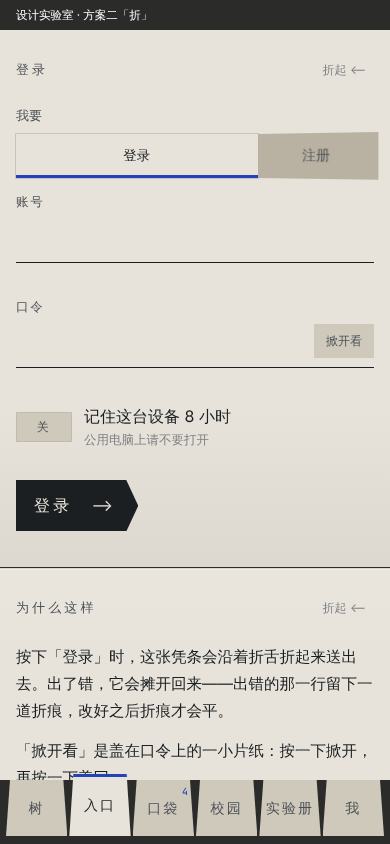 设计实验室 · 方案二「折」
登录
折起 ←
我要
登录
注册
账号
口令
掀开看
关
记住这台设备 8 小时
公用电脑上请不要打开
登录 →
为什么这样
折起 ←
按下「登录」时，这张凭条会沿着折舌折起来送出
去。出了错，它会摊开回来——出错的那一行留下一
道折痕，改好之后折痕才会平。
「掀开看」是盖在口令上的一小片纸：按一下掀开，
再按一下盖回
树
入口
口袋
4
校园
实验册
我